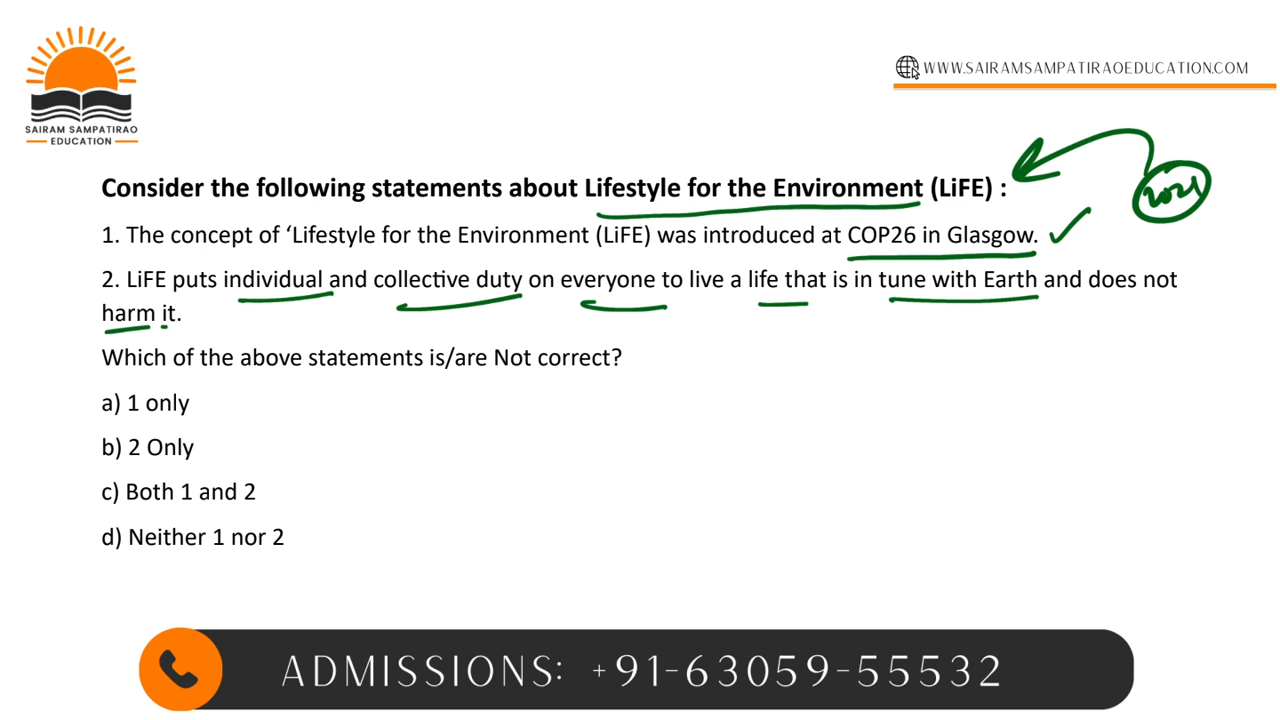 SAIRAM SAMPATIRAO
EDUCATION
WWW.SAIRAMSAMPATIRAOEDUCATION.COM
Consider the following statements about Lifestyle for the Environment (LiFE) :
2021
1. The concept of ‘Lifestyle for the Environment (LiFE) was introduced at COP26 in Glasgow.
2. LiFE puts individual and collective duty on everyone to live a life that is in tune with Earth and does not
harm it.
Which of the above statements is/are Not correct?
a) 1 only
b) 2 Only
c) Both 1 and 2
d) Neither 1 nor 2
ADMISSIONS: +91-63059-55532